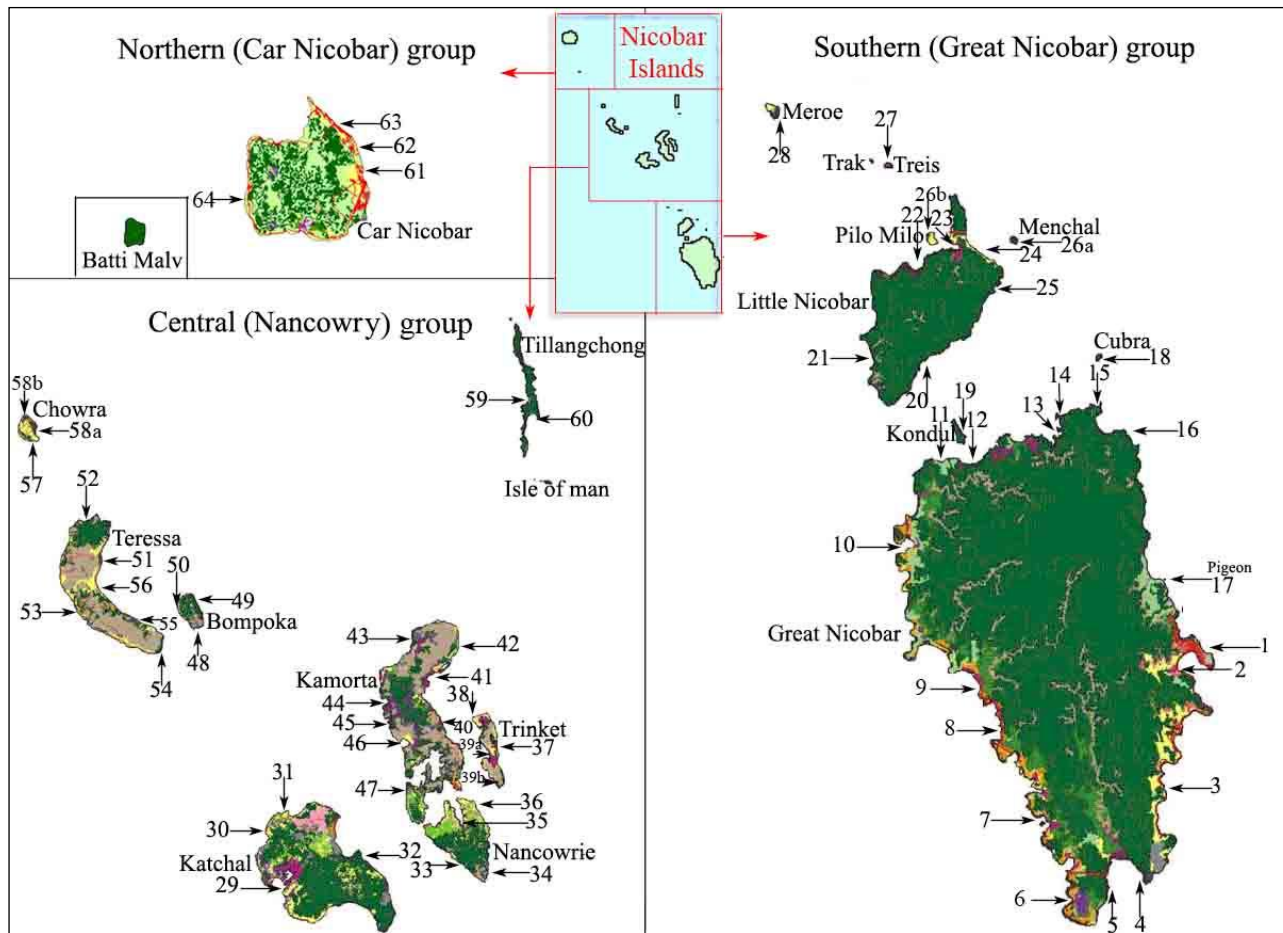 Northern (Car Nicobar) group
63
62
61
64
Car Nicobar
Batti Malv
Nicobar
Islands
Southern (Great Nicobar) group
Meroe
28
27
Trak
Treis
26b
22
23
Pilo Milo
Menchal
24
26a
25
Little Nicobar
21
20
Cubra
18
15
14
13
19
11
12
Kondul
16
10
Pigeon
17
Great Nicobar
1
2
9
8
3
7
6
5
4
Central (Nancowry) group
Tillangchong
59
60
Isle of man
58b
Chowra
58a
57
52
Teressa
51
56
53
55
54
50
49
Bompoka
48
43
42
Kamorta
41
44
38
45
40
Trinket
46
39a
37
39b
47
36
35
Nancowrie
33
34
31
30
32
Katchal
29